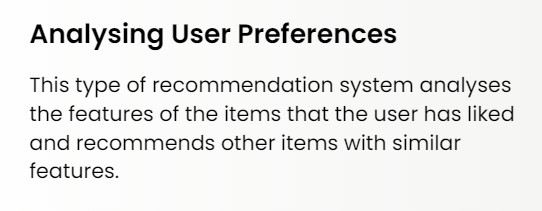 Analysing User Preferences
This type of recommendation system analyses
the features of the items that the user has liked
and recommends other items with similar
features.